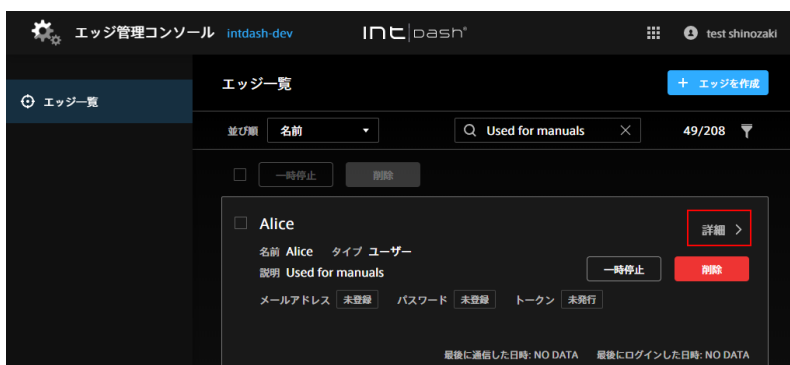 エッジ管理コンソール intdash-dev intdash test shinozaki
エッジ一覧
エッジ一覧 + エッジを作成
並び順 名前 Used for manuals 49/208
一時停止 削除
Alice 詳細
名前 Alice タイプ ユーザー
説明 Used for manuals 一時停止 削除
メールアドレス 未登録 パスワード 未登録 トークン 未発行
最後に通信した日時: NO DATA 最後にログインした日時: NO DATA